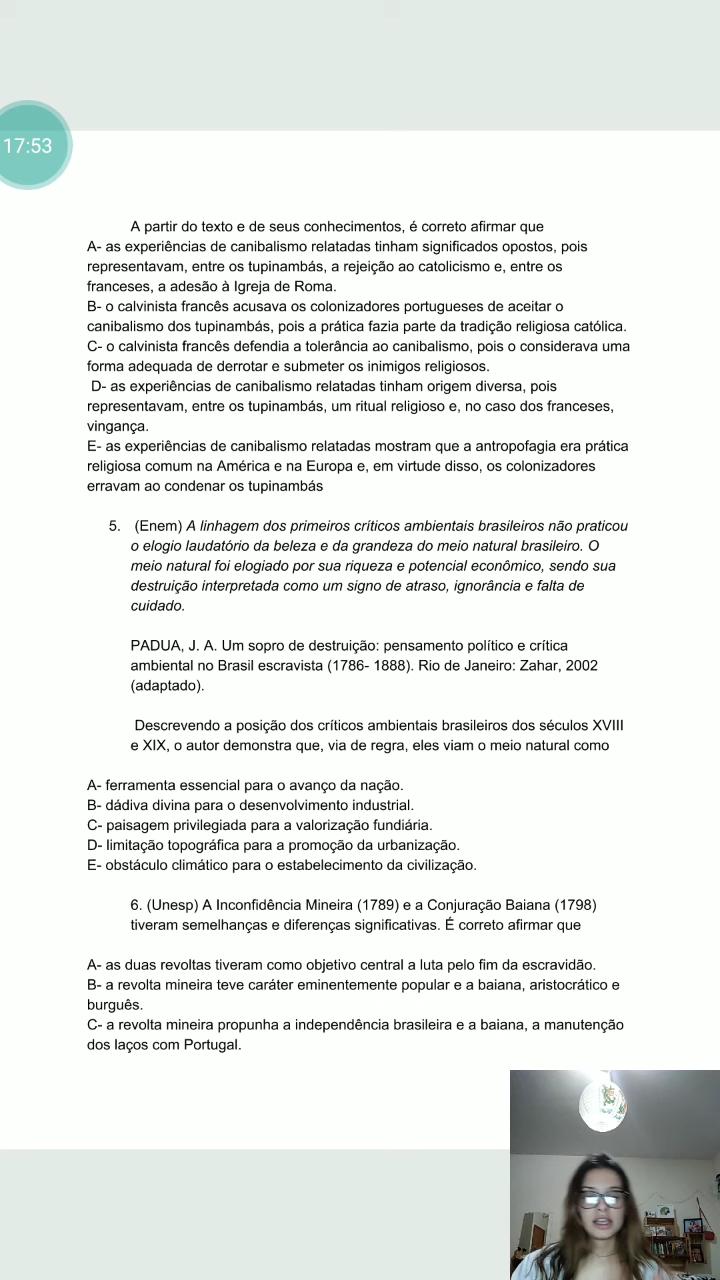 17:53
A partir do texto e de seus conhecimentos, é correto afirmar que
A- as experiências de canibalismo relatadas tinham significados opostos, pois
representavam, entre os tupinambás, a rejeição ao catolicismo e, entre os
franceses, a adesão à Igreja de Roma.
B- o calvinista francês acusava os colonizadores portugueses de aceitar o
canibalismo dos tupinambás, pois a prática fazia parte da tradição religiosa católica.
C- o calvinista francês defendia a tolerância ao canibalismo, pois o considerava uma
forma adequada de derrotar e submeter os inimigos religiosos.
D- as experiências de canibalismo relatadas tinham origem diversa, pois
representavam, entre os tupinambás, um ritual religioso e, no caso dos franceses,
vingança.
E- as experiências de canibalismo relatadas mostram que a antropofagia era prática
religiosa comum na América e na Europa e, em virtude disso, os colonizadores
erravam ao condenar os tupinambás
5. (Enem) A linhagem dos primeiros críticos ambientais brasileiros não praticou
o elogio laudatório da beleza e da grandeza do meio natural brasileiro. O
meio natural foi elogiado por sua riqueza e potencial econômico, sendo sua
destruição interpretada como um signo de atraso, ignorância e falta de
cuidado.
PADUA, J. A. Um sopro de destruição: pensamento político e crítica
ambiental no Brasil escravista (1786- 1888). Rio de Janeiro: Zahar, 2002
(adaptado).
Descrevendo a posição dos críticos ambientais brasileiros dos séculos XVIII
e XIX, o autor demonstra que, via de regra, eles viam o meio natural como
A- ferramenta essencial para o avanço da nação.
B- dádiva divina para o desenvolvimento industrial.
C- paisagem privilegiada para a valorização fundiária.
D- limitação topográfica para a promoção da urbanização.
E- obstáculo climático para o estabelecimento da civilização.
6. (Unesp) A Inconfidência Mineira (1789) e a Conjuração Baiana (1798)
tiveram semelhanças e diferenças significativas. É correto afirmar que
A- as duas revoltas tiveram como objetivo central a luta pelo fim da escravidão.
B- a revolta mineira teve caráter eminentemente popular e a baiana, aristocrático e
burguês.
C- a revolta mineira propunha a independência brasileira e a baiana, a manutenção
dos laços com Portugal.